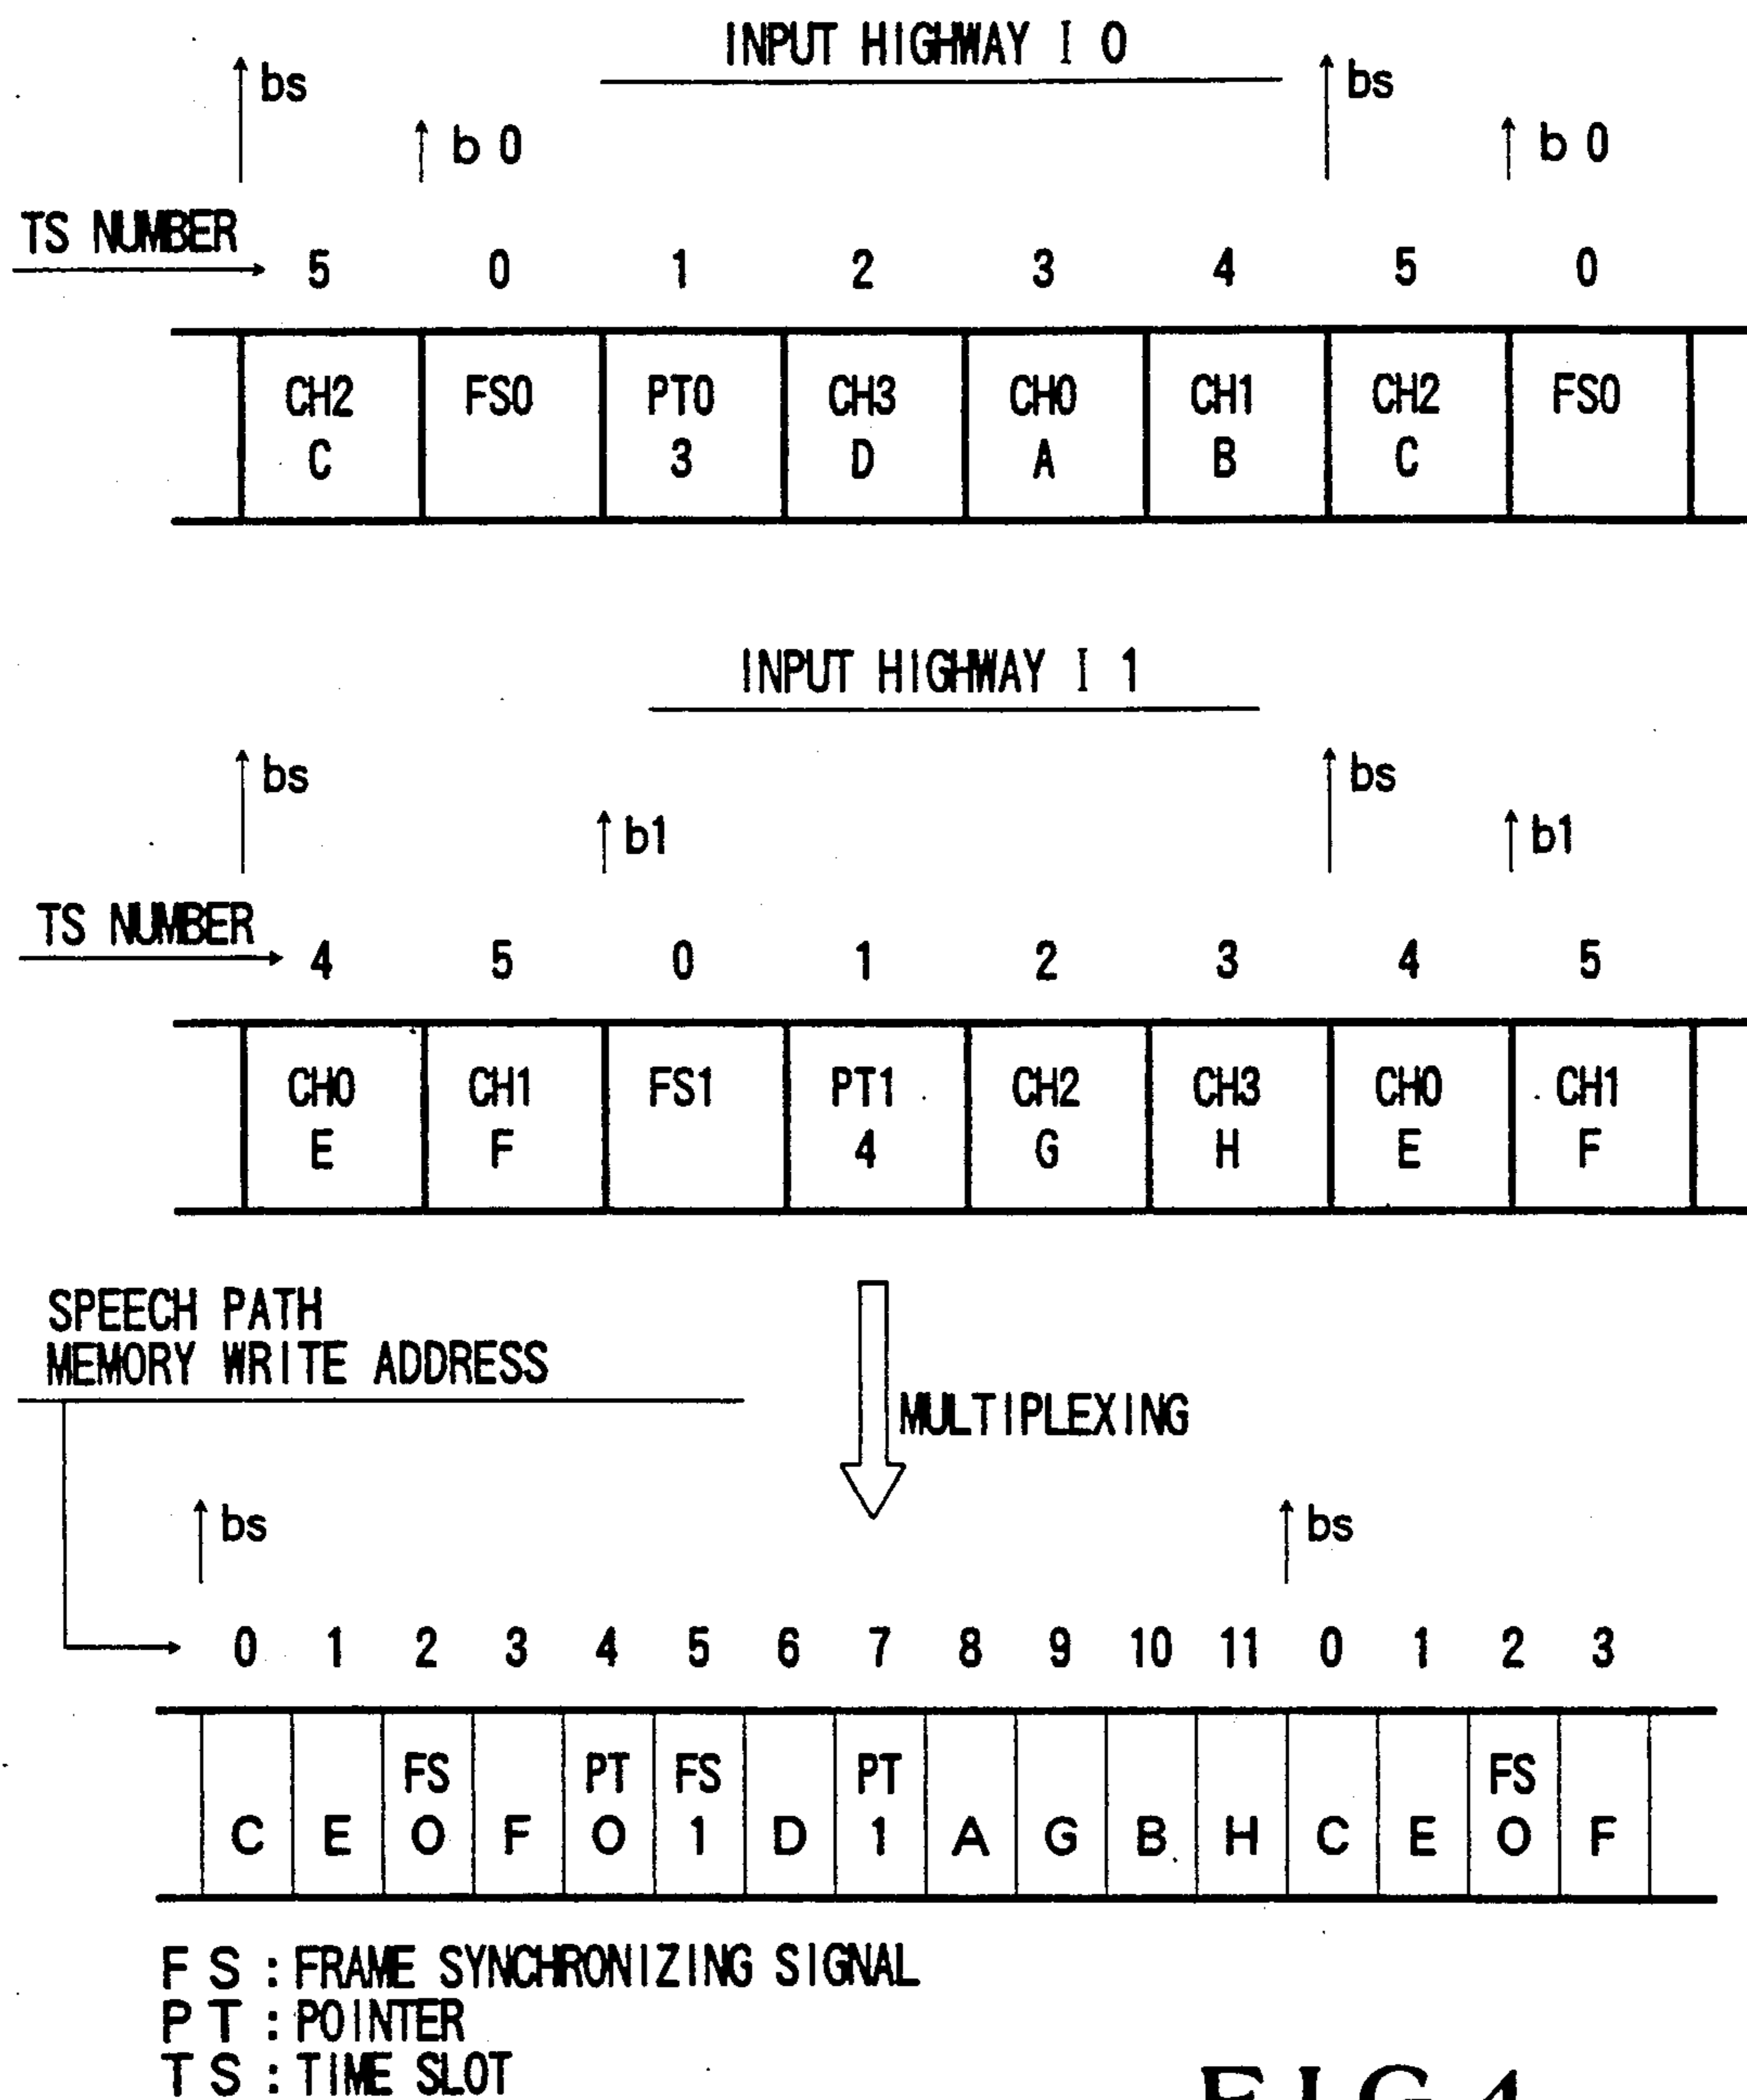 INPUT HIGHWAY I 0
bs bs
b 0 b 0
TS NUMBER
5 0 1 2 3 4 5 0
CH2 FS0 PT0 CH3 CH0 CH1 CH2 FS0
C 3 D A B C
INPUT HIGHWAY I 1
bs bs
b1 b1
TS NUMBER
4 5 0 1 2 3 4 5
CH0 CH1 FS1 PT1 CH2 CH3 CH0 CH1
E F 4 G H E F
SPEECH PATH
MEMORY WRITE ADDRESS
MULTIPLEXING
bs bs
0 1 2 3 4 5 6 7 8 9 10 11 0 1 2 3
FS PT FS PT FS
C E 0 F 0 1 D 1 A G B H C E 0 F
F S : FRAME SYNCHRONIZING SIGNAL
P T : POINTER
T S : TIME SLOT
FIG. 4